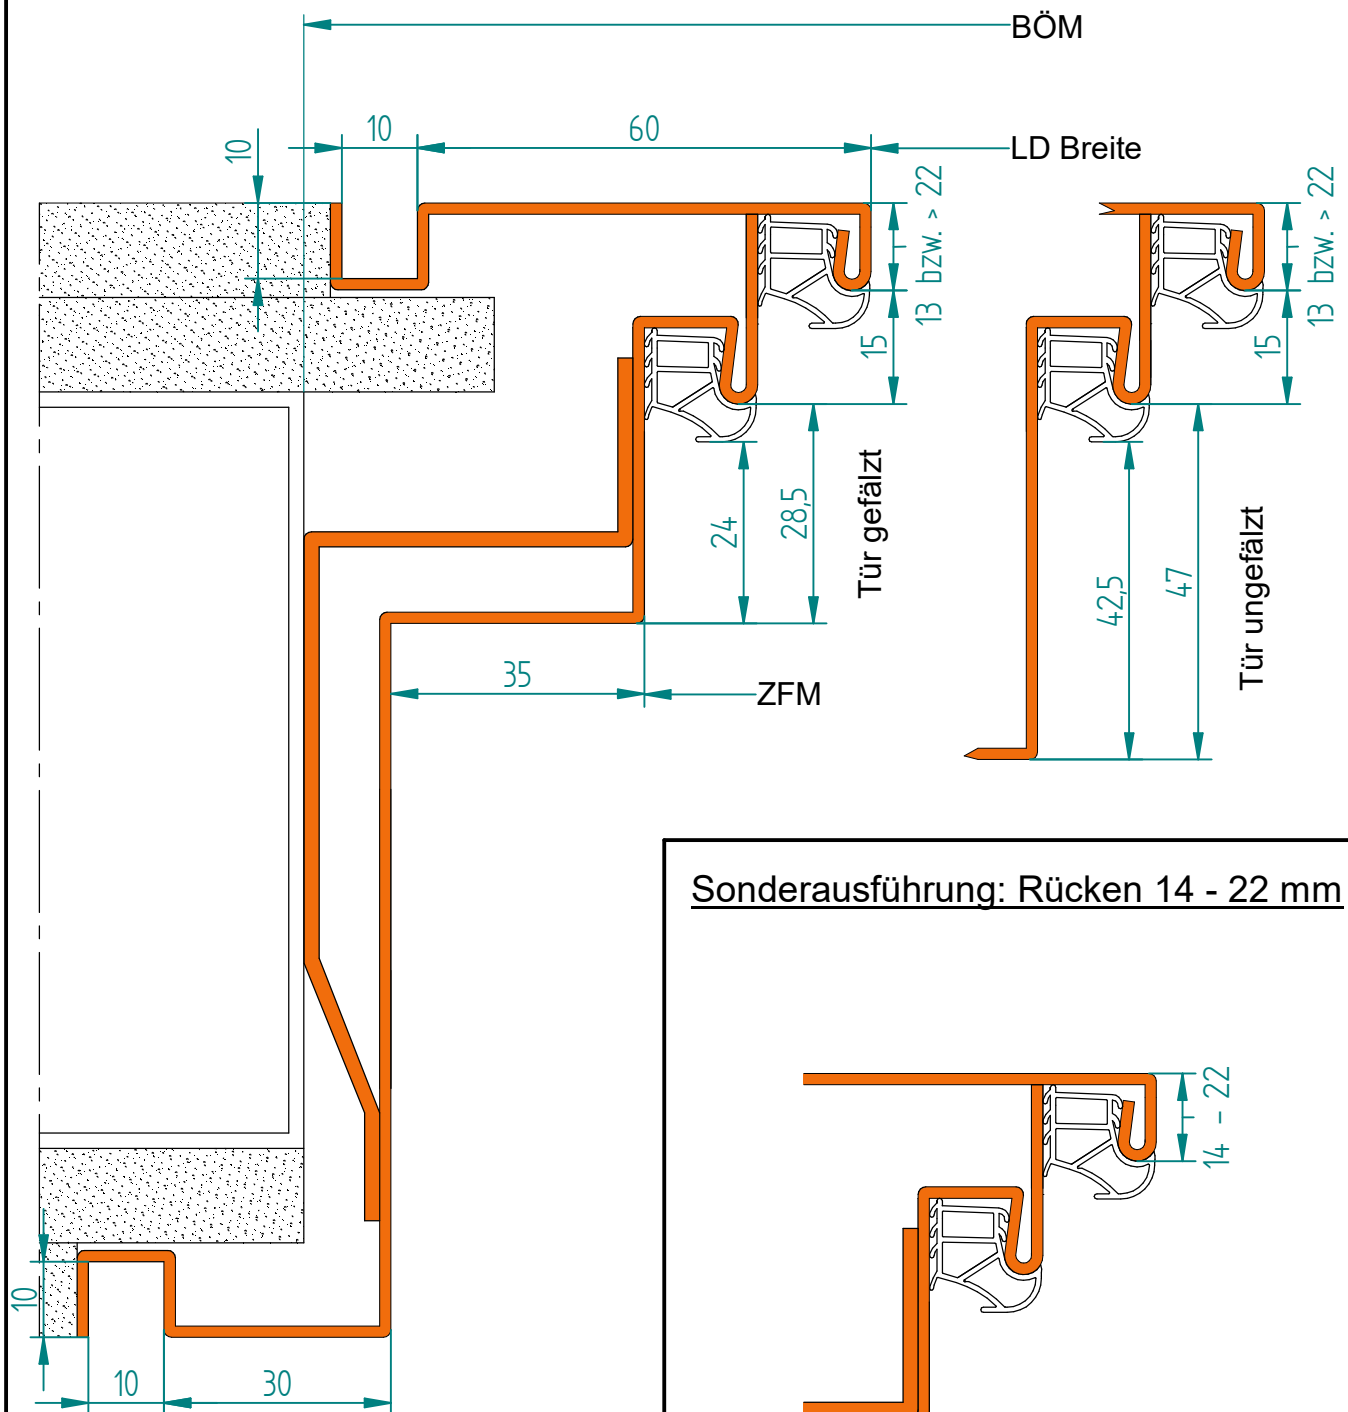 BÖM
10
60
10
LD Breite
13 bzw. > 22
13 bzw. > 22
15
15
24
28,5
Tür gefälzt
42,5
47
Tür ungefälzt
35
ZFM
Sonderausführung: Rücken 14 - 22 mm
14 - 22
10
10
30